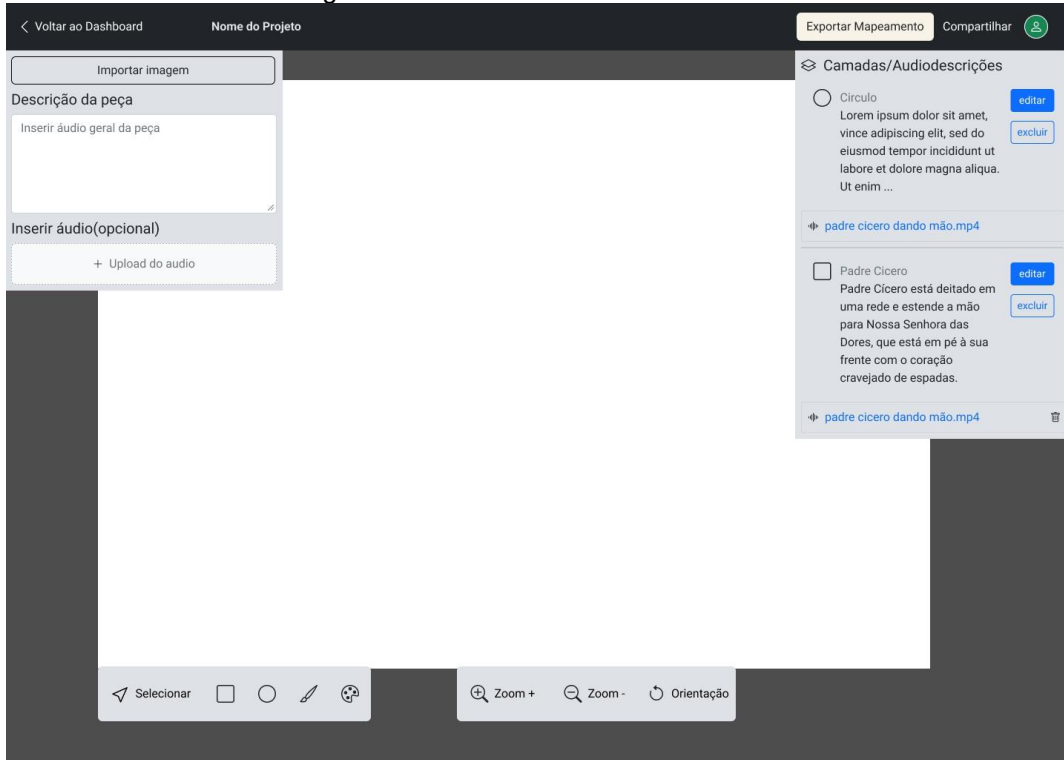 Voltar ao Dashboard
Nome do Projeto
Exportar Mapeamento
Compartilhar
Importar imagem
Descrição da peça
Inserir áudio geral da peça
Inserir áudio(opcional)
+ Upload do audio
Camadas/Audiodescrições
Circulo
editar
Lorem ipsum dolor sit amet,
vince adipiscing elit, sed do
excluir
eiusmod tempor incididunt ut
labore et dolore magna aliqua.
Ut enim ...
padre cicero dando mão.mp4
Padre Cicero
editar
Padre Cícero está deitado em
uma rede e estende a mão
excluir
para Nossa Senhora das
Dores, que está em pé à sua
frente com o coração
cravejado de espadas.
padre cicero dando mão.mp4
Selecionar
Zoom +
Zoom -
Orientação